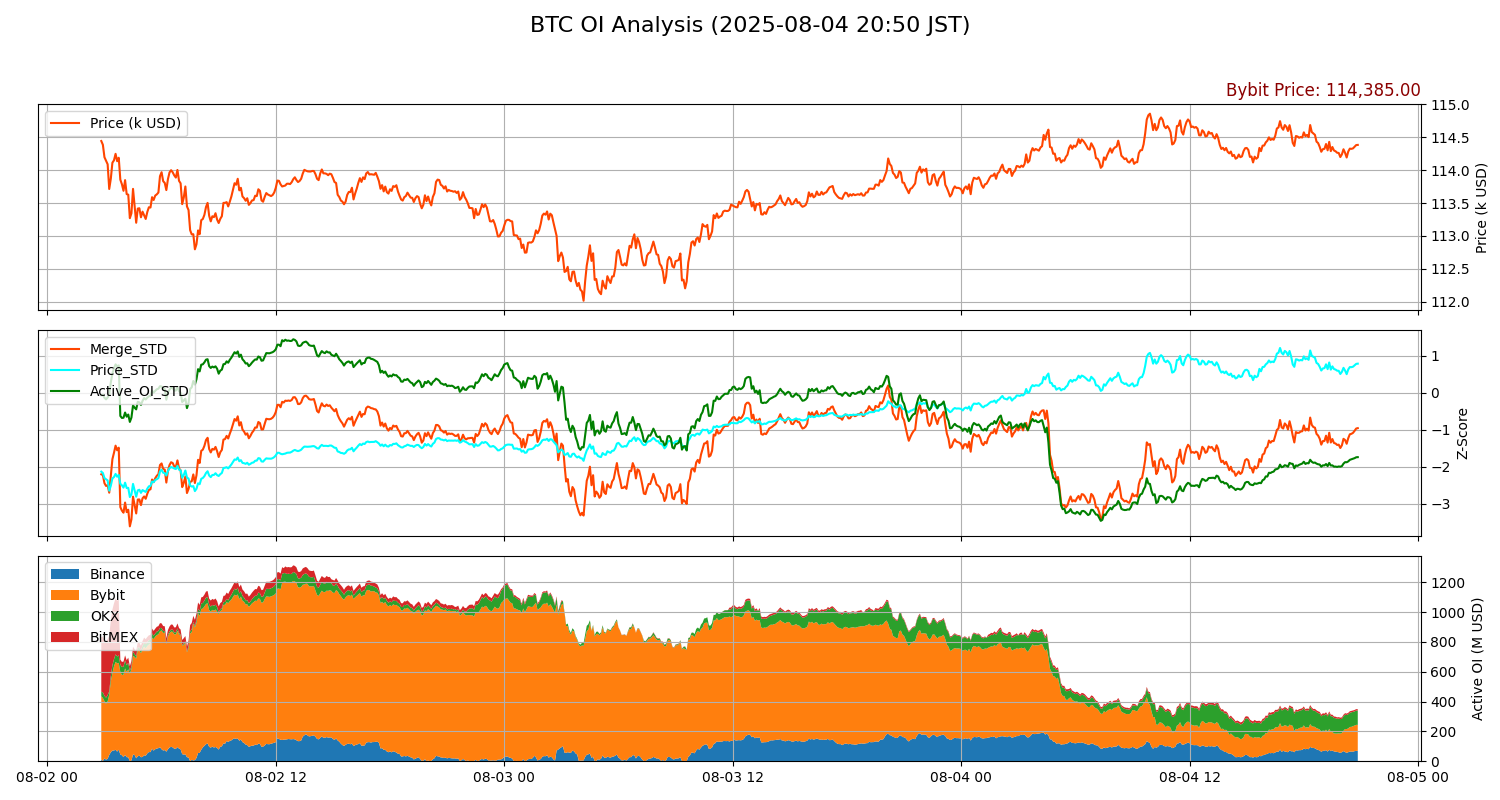 BTC OI Analysis (2025-08-04 20:50 JST)
Bybit Price: 114,385.00
Price (k USD)
115.0
114.5
114.0
113.5
113.0
112.5
112.0
Price (k USD)
Merge_STD
Price_STD
Active_OI_STD
1
0
−1
−2
−3
Z-Score
Binance
Bybit
OKX
BitMEX
1200
1000
800
600
400
200
0
Active OI (M USD)
08-02 00
08-02 12
08-03 00
08-03 12
08-04 00
08-04 12
08-05 00